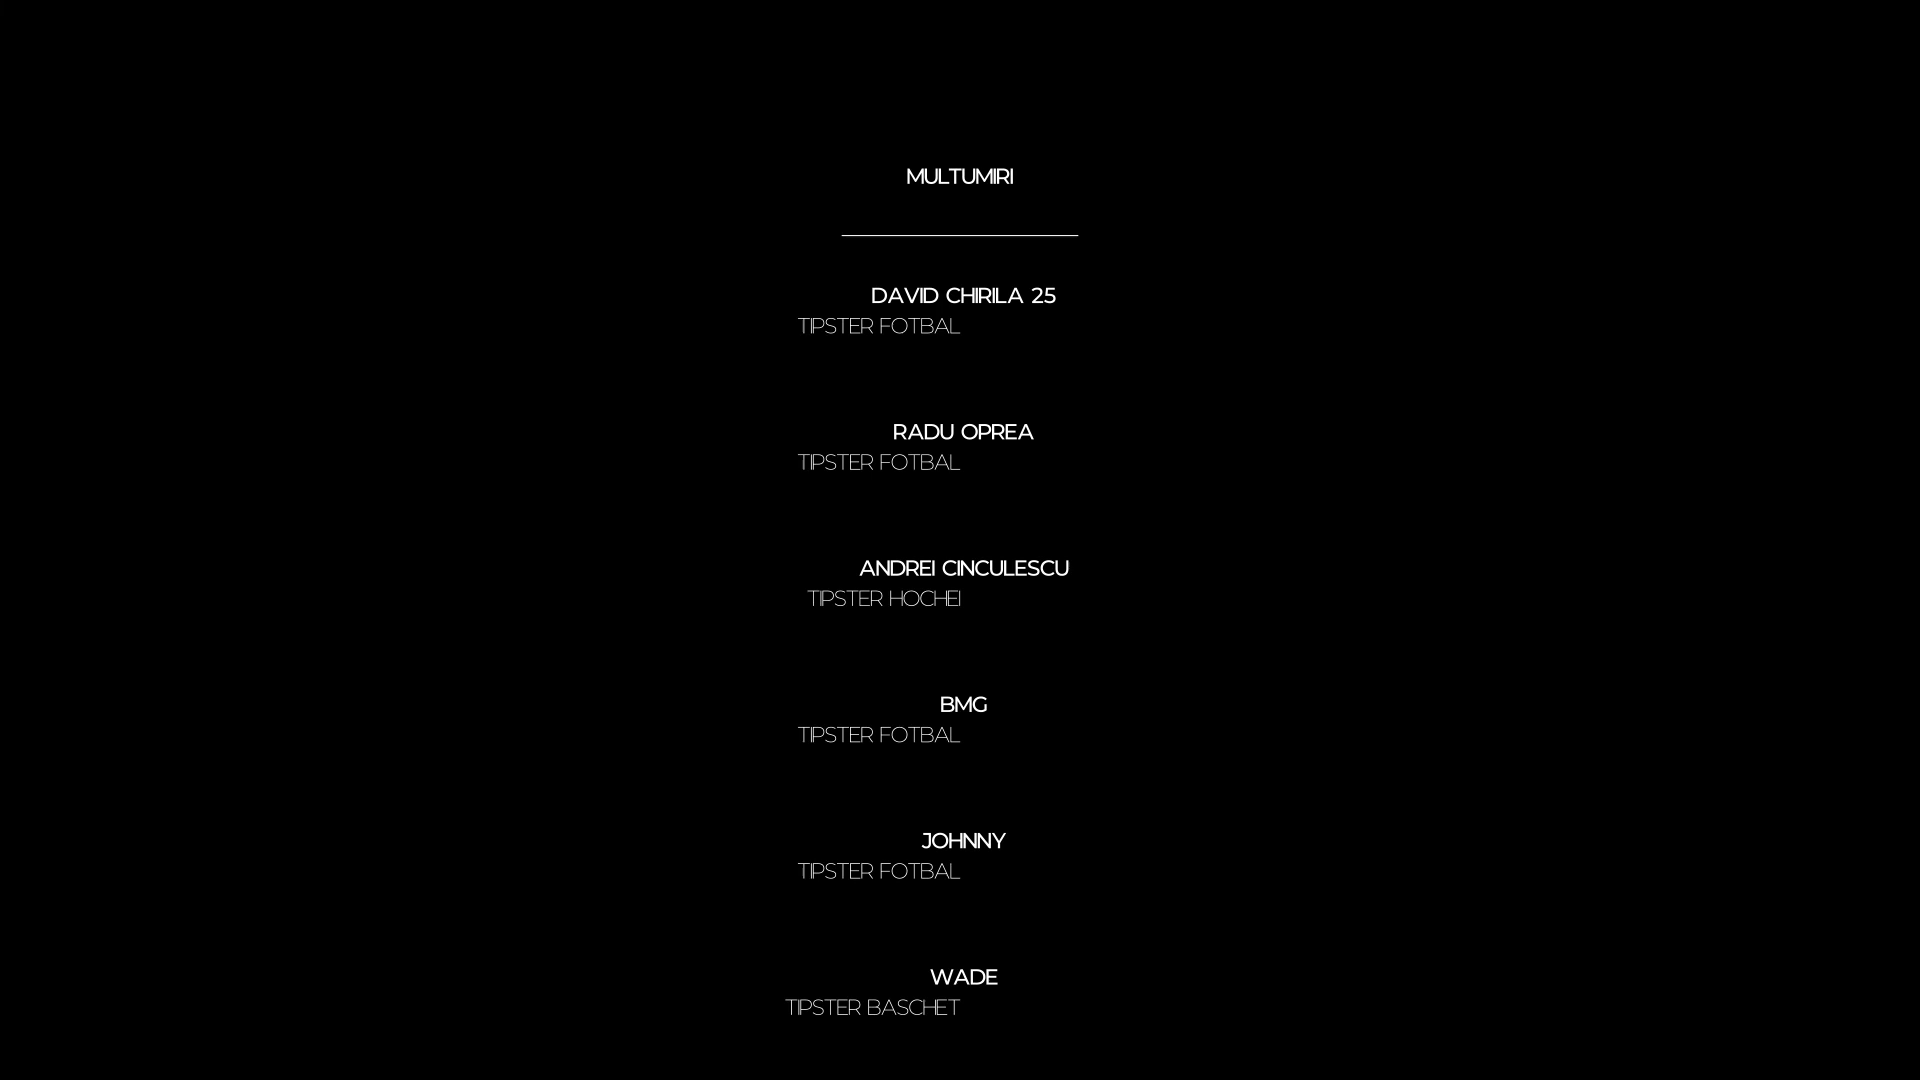 MULTUMIRI
DAVID CHIRILA 25
TIPSTER FOTBAL
RADU OPREA
TIPSTER FOTBAL
ANDREI CINCULESCU
TIPSTER HOCHEI
BMG
TIPSTER FOTBAL
JOHNNY
TIPSTER FOTBAL
WADE
TIPSTER BASCHET